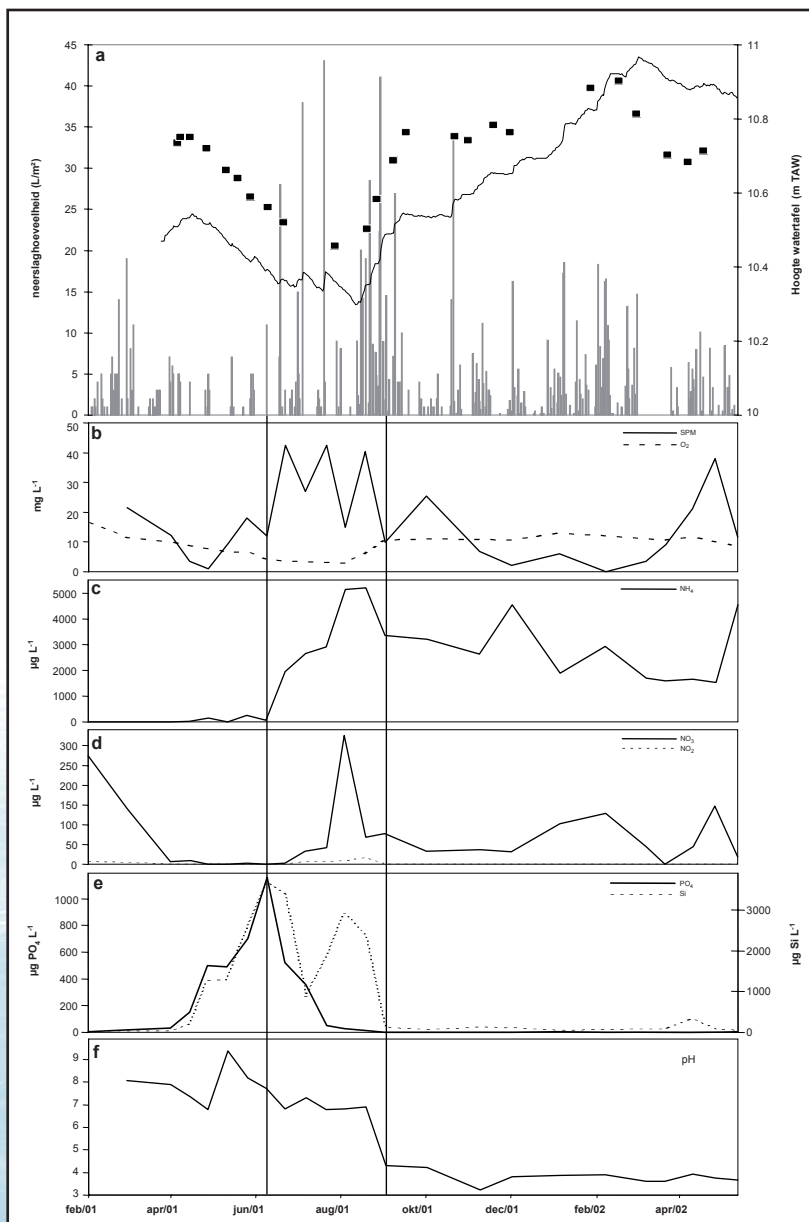 a
45
40
35
30
25
20
15
10
5
0
neerslaghoeveelheid (L/m²)
11
10.8
10.6
10.4
10.2
10
Hoogte watertafel (m TAW)
b
50
40
30
20
10
0
mg L-1
SPM
O2
c
5000
4000
3000
2000
1000
0
µg L-1
NH4
d
300
250
200
150
100
50
0
µg L-1
NO3
NO2
e
1000
800
600
400
200
0
µg PO4 L-1
PO4
Si
3000
2000
1000
0
µg Si L-1
f
9
8
7
6
5
4
3
pH
feb/01 apr/01 jun/01 aug/01 okt/01 dec/01 feb/02 apr/02